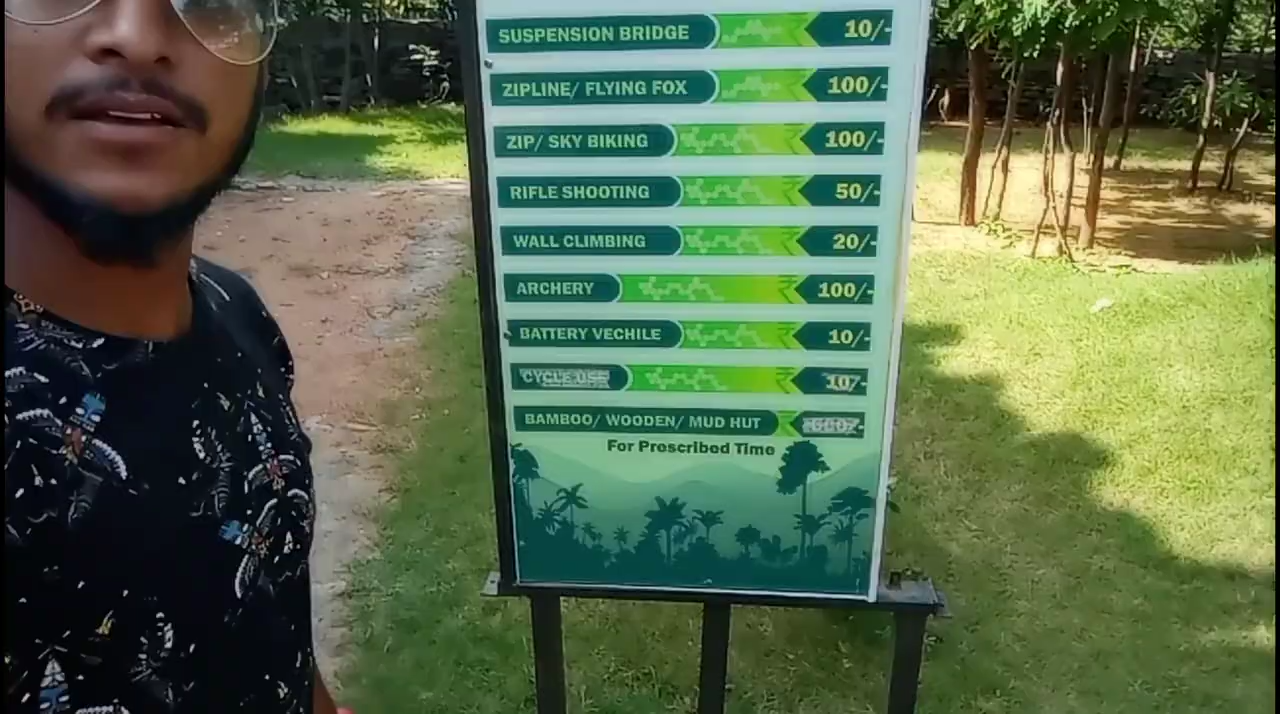 SUSPENSION BRIDGE 10/-
ZIPLINE/ FLYING FOX 100/-
ZIP/ SKY BIKING 100/-
RIFLE SHOOTING 50/-
WALL CLIMBING 20/-
ARCHERY 100/-
BATTERY VECHILE 10/-
CYCLE 10/-
BAMBOO/ WOODEN/ MUD HUT
For Prescribed Time